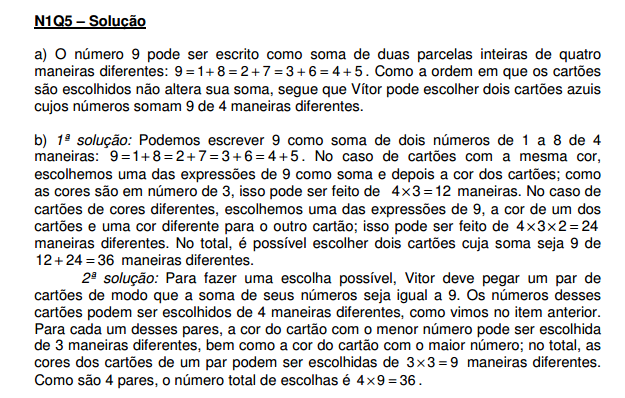 N1Q5 – Solução
a) O número 9 pode ser escrito como soma de duas parcelas inteiras de quatro
maneiras diferentes: 9 = 1 + 8 = 2 + 7 = 3 + 6 = 4 + 5 . Como a ordem em que os cartões
são escolhidos não altera sua soma, segue que Vítor pode escolher dois cartões azuis
cujos números somam 9 de 4 maneiras diferentes.
b) 1ª solução: Podemos escrever 9 como soma de dois números de 1 a 8 de 4
maneiras: 9 = 1 + 8 = 2 + 7 = 3 + 6 = 4 + 5 . No caso de cartões com a mesma cor,
escolhemos uma das expressões de 9 como soma e depois a cor dos cartões; como
as cores são em número de 3, isso pode ser feito de 4 × 3 = 12 maneiras. No caso de
cartões de cores diferentes, escolhemos uma das expressões de 9, a cor de um dos
cartões e uma cor diferente para o outro cartão; isso pode ser feito de 4 × 3 × 2 = 24
maneiras diferentes. No total, é possível escolher dois cartões cuja soma seja 9 de
12 + 24 = 36 maneiras diferentes.
2ª solução: Para fazer uma escolha possível, Vitor deve pegar um par de
cartões de modo que a soma de seus números seja igual a 9. Os números desses
cartões podem ser escolhidos de 4 maneiras diferentes, como vimos no item anterior.
Para cada um desses pares, a cor do cartão com o menor número pode ser escolhida
de 3 maneiras diferentes, bem como a cor do cartão com o maior número; no total, as
cores dos cartões de um par podem ser escolhidas de 3 × 3 = 9 maneiras diferentes.
Como são 4 pares, o número total de escolhas é 4 × 9 = 36 .